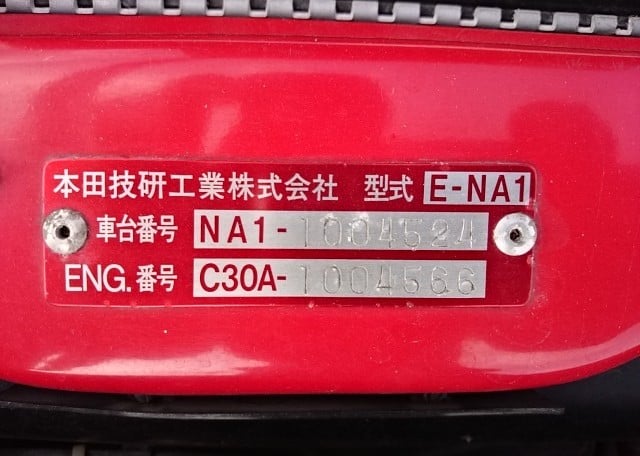 本田技研工業株式会社 型式 E-NA1
車台番号 NA1-1004524
ENG.番号 C30A-1004566